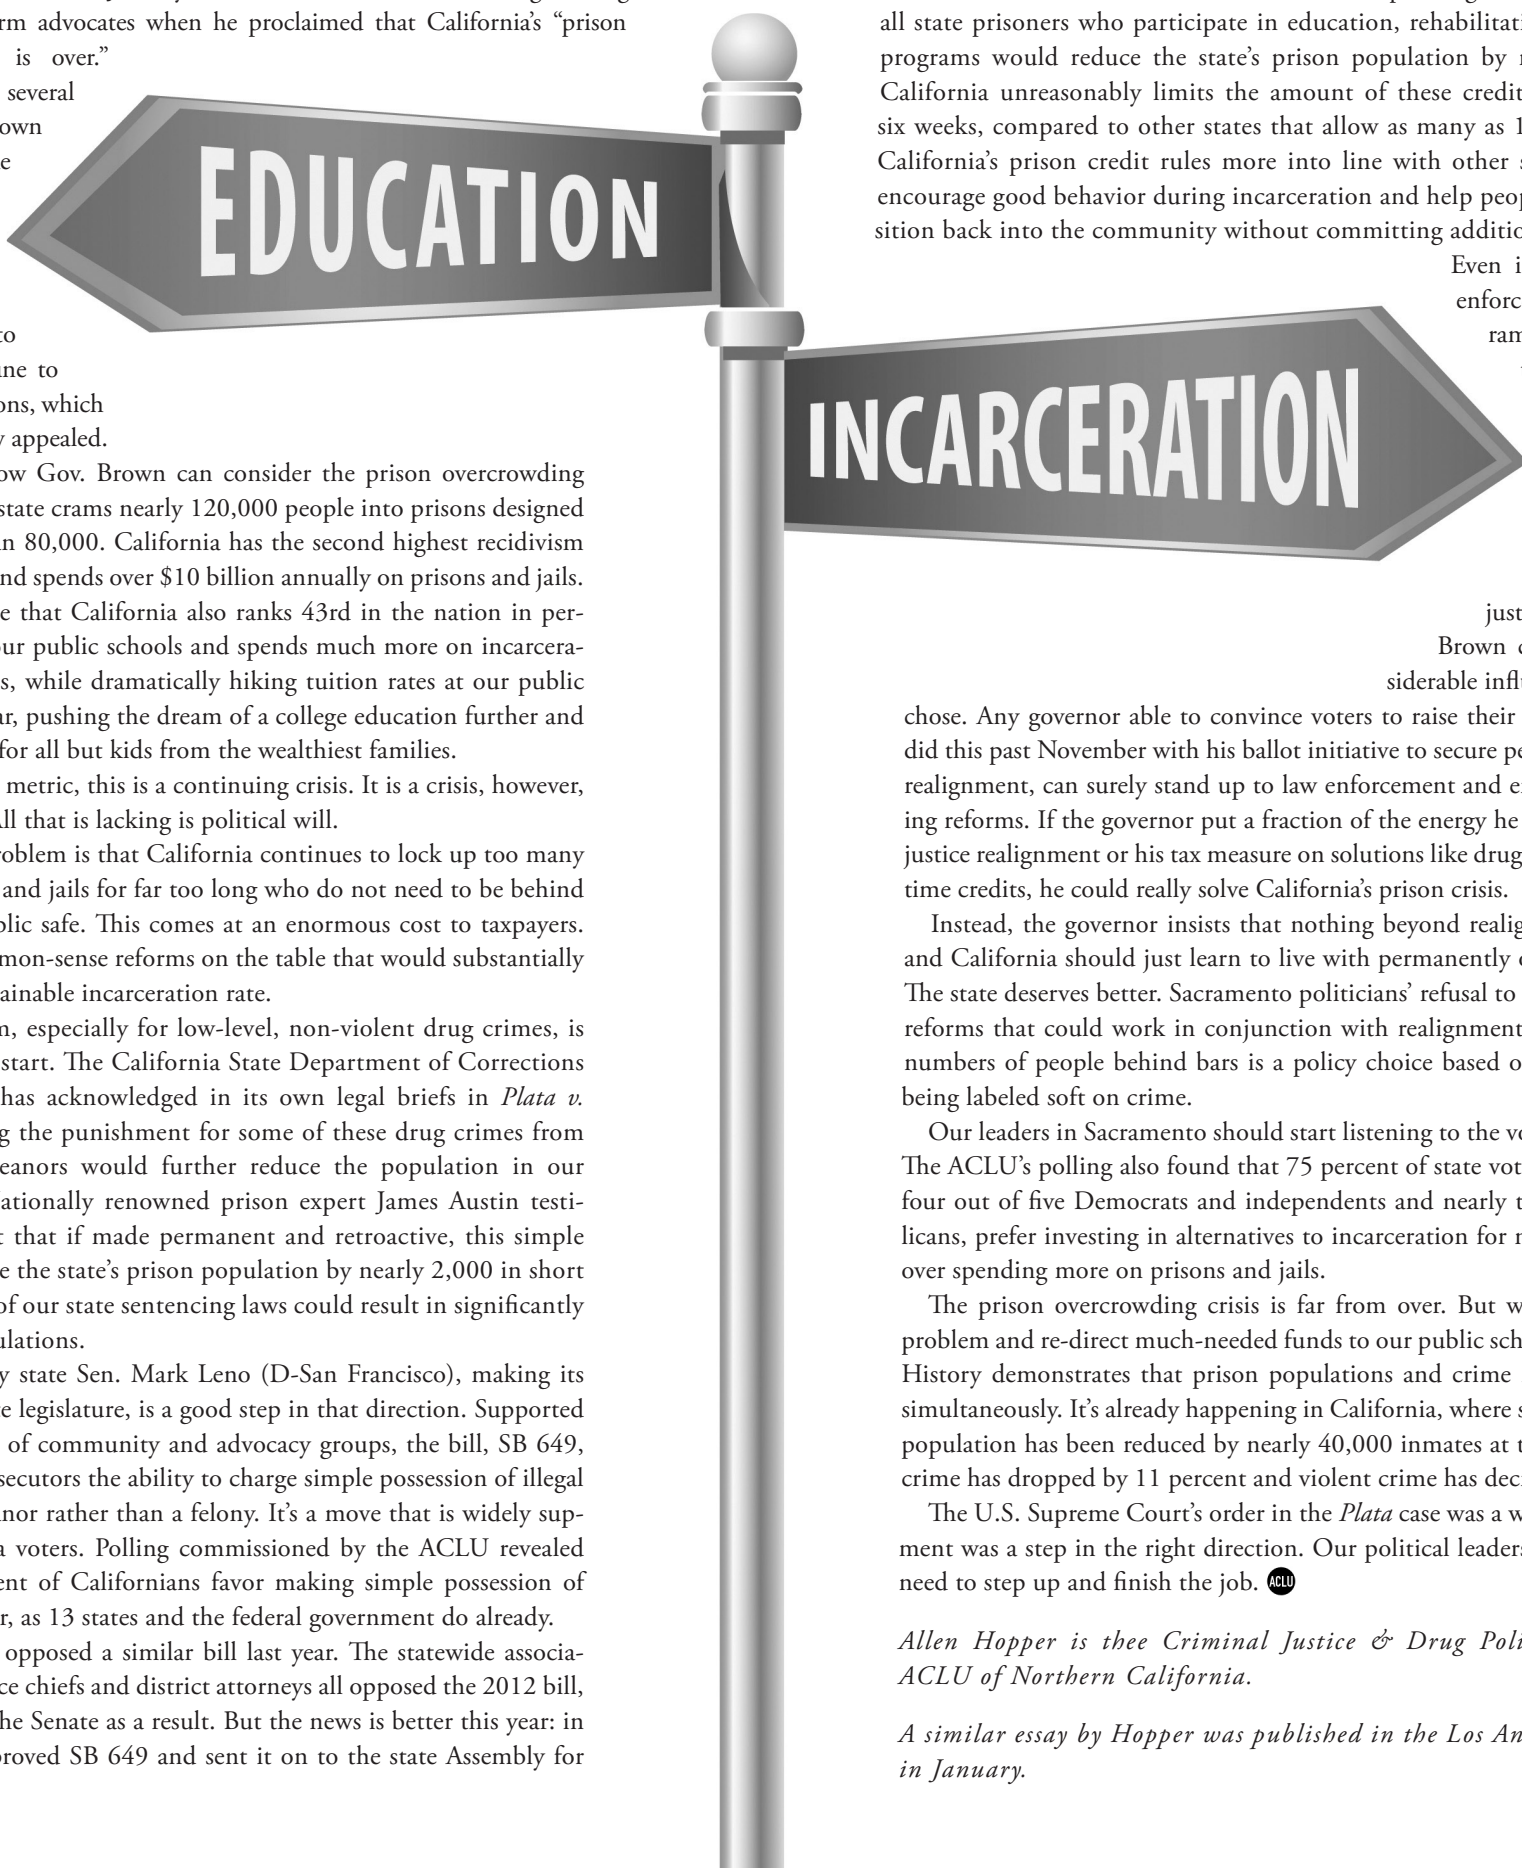 rm advocates when he proclaimed that California’s “prison
is over.”
several
own
e
to
ne to
ons, which
y appealed.
ow Gov. Brown can consider the prison overcrowding
state crams nearly 120,000 people into prisons designed
n 80,000. California has the second highest recidivism
nd spends over $10 billion annually on prisons and jails.
e that California also ranks 43rd in the nation in per-
ur public schools and spends much more on incarcera-
s, while dramatically hiking tuition rates at our public
ar, pushing the dream of a college education further and
for all but kids from the wealthiest families.
metric, this is a continuing crisis. It is a crisis, however,
ll that is lacking is political will.
roblem is that California continues to lock up too many
and jails for far too long who do not need to be behind
blic safe. This comes at an enormous cost to taxpayers.
mon-sense reforms on the table that would substantially
ainable incarceration rate.
m, especially for low-level, non-violent drug crimes, is
start. The California State Department of Corrections
has acknowledged in its own legal briefs in Plata v.
g the punishment for some of these drug crimes from
eanors would further reduce the population in our
ationally renowned prison expert James Austin testi-
t that if made permanent and retroactive, this simple
e the state’s prison population by nearly 2,000 in short
of our state sentencing laws could result in significantly
ulations.
y state Sen. Mark Leno (D-San Francisco), making its
e legislature, is a good step in that direction. Supported
of community and advocacy groups, the bill, SB 649,
secutors the ability to charge simple possession of illegal
nor rather than a felony. It’s a move that is widely sup-
a voters. Polling commissioned by the ACLU revealed
ent of Californians favor making simple possession of
r, as 13 states and the federal government do already.
opposed a similar bill last year. The statewide associa-
ce chiefs and district attorneys all opposed the 2012 bill,
he Senate as a result. But the news is better this year: in
proved SB 649 and sent it on to the state Assembly for
EDUCATION
INCARCERATION
all state prisoners who participate in education, rehabilitati
programs would reduce the state’s prison population by
California unreasonably limits the amount of these credit
six weeks, compared to other states that allow as many as 1
California’s prison credit rules more into line with other s
encourage good behavior during incarceration and help peop
sition back into the community without committing additio
Even i
enforc
ram
just
Brown c
siderable infl
chose. Any governor able to convince voters to raise their
did this past November with his ballot initiative to secure pe
realignment, can surely stand up to law enforcement and e
ing reforms. If the governor put a fraction of the energy he
justice realignment or his tax measure on solutions like drug
time credits, he could really solve California’s prison crisis.
Instead, the governor insists that nothing beyond realig
and California should just learn to live with permanently
The state deserves better. Sacramento politicians’ refusal to
reforms that could work in conjunction with realignment
numbers of people behind bars is a policy choice based o
being labeled soft on crime.
Our leaders in Sacramento should start listening to the vo
The ACLU’s polling also found that 75 percent of state vot
four out of five Democrats and independents and nearly t
licans, prefer investing in alternatives to incarceration for
over spending more on prisons and jails.
The prison overcrowding crisis is far from over. But w
problem and re-direct much-needed funds to our public sch
History demonstrates that prison populations and crime
simultaneously. It’s already happening in California, where s
population has been reduced by nearly 40,000 inmates at t
crime has dropped by 11 percent and violent crime has deci
The U.S. Supreme Court’s order in the Plata case was a w
ment was a step in the right direction. Our political leaders
need to step up and finish the job. ACLU
Allen Hopper is thee Criminal Justice & Drug Poli
ACLU of Northern California.
A similar essay by Hopper was published in the Los An
in January.